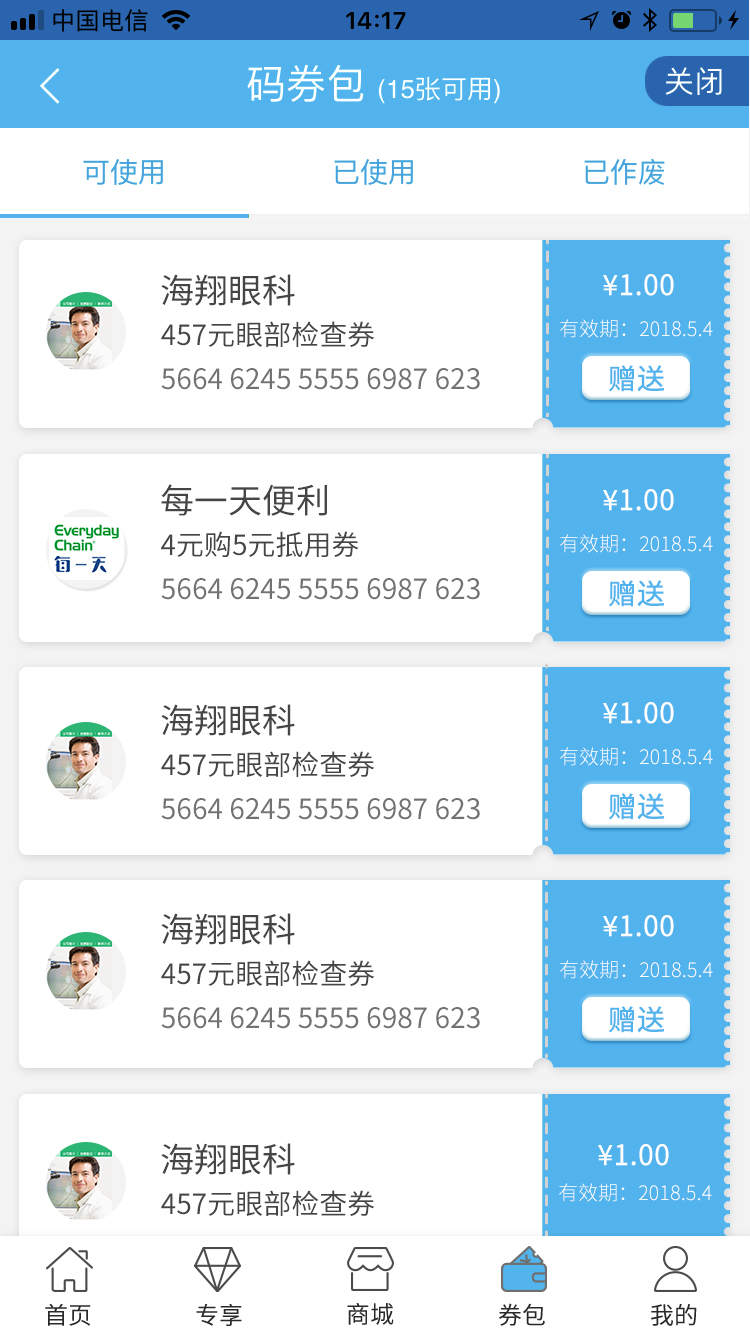 中国电信 14:17
码券包 (15张可用) 关闭
可使用 已使用 已作废
海翔眼科
457元眼部检查券
5664 6245 5555 6987 623
¥1.00
有效期：2018.5.4
赠送
Everyday
Chain
每一天
每一天便利
4元购5元抵用券
5664 6245 5555 6987 623
¥1.00
有效期：2018.5.4
赠送
海翔眼科
457元眼部检查券
5664 6245 5555 6987 623
¥1.00
有效期：2018.5.4
赠送
海翔眼科
457元眼部检查券
5664 6245 5555 6987 623
¥1.00
有效期：2018.5.4
赠送
海翔眼科
457元眼部检查券
¥1.00
有效期：2018.5.4
首页 专享 商城 券包 我的